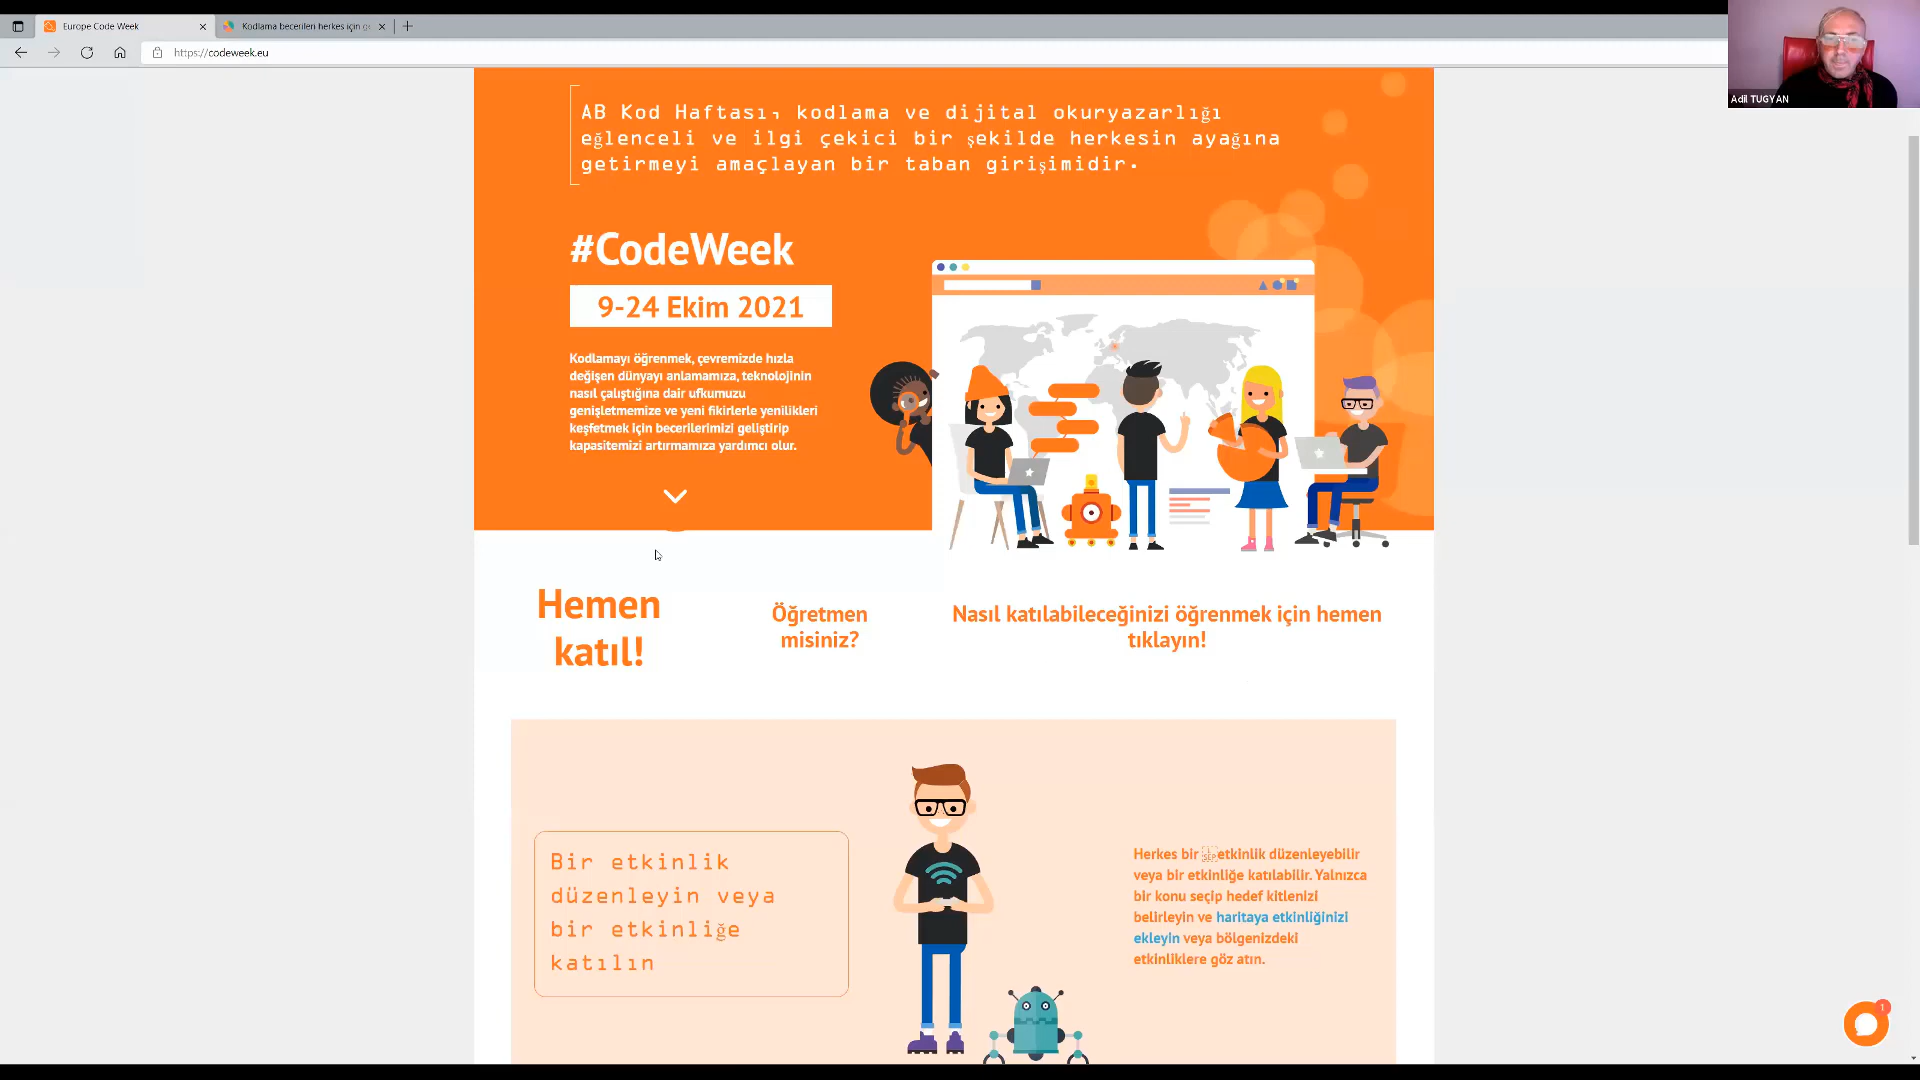 Europe Code Week
Kodlama becerileri herkes için ge
https://codeweek.eu
Adil TUGYAN
AB Kod Haftası, kodlama ve dijital okuryazarlığı
eğlenceli ve ilgi çekici bir şekilde herkesin ayağına
getirmeyi amaçlayan bir taban girişimidir.
#CodeWeek
9-24 Ekim 2021
Kodlamayı öğrenmek, çevremizde hızla
değişen dünyayı anlamamıza, teknolojinin
nasıl çalıştığına dair ufkumuzu
genişletmemize ve yeni fikirlerle yenilikleri
keşfetmek için becerilerimizi geliştirip
kapasitemizi artırmamıza yardımcı olur.
Hemen
katıl!
Öğretmen
misiniz?
Nasıl katılabileceğinizi öğrenmek için hemen
tıklayın!
Bir etkinlik
düzenleyin veya
bir etkinliğe
katılın
Herkes bir etkinlik düzenleyebilir
veya bir etkinliğe katılabilir. Yalnızca
bir konu seçip hedef kitlenizi
belirleyin ve haritaya etkinliğinizi
ekleyin veya bölgenizdeki
etkinliklere göz atın.
1